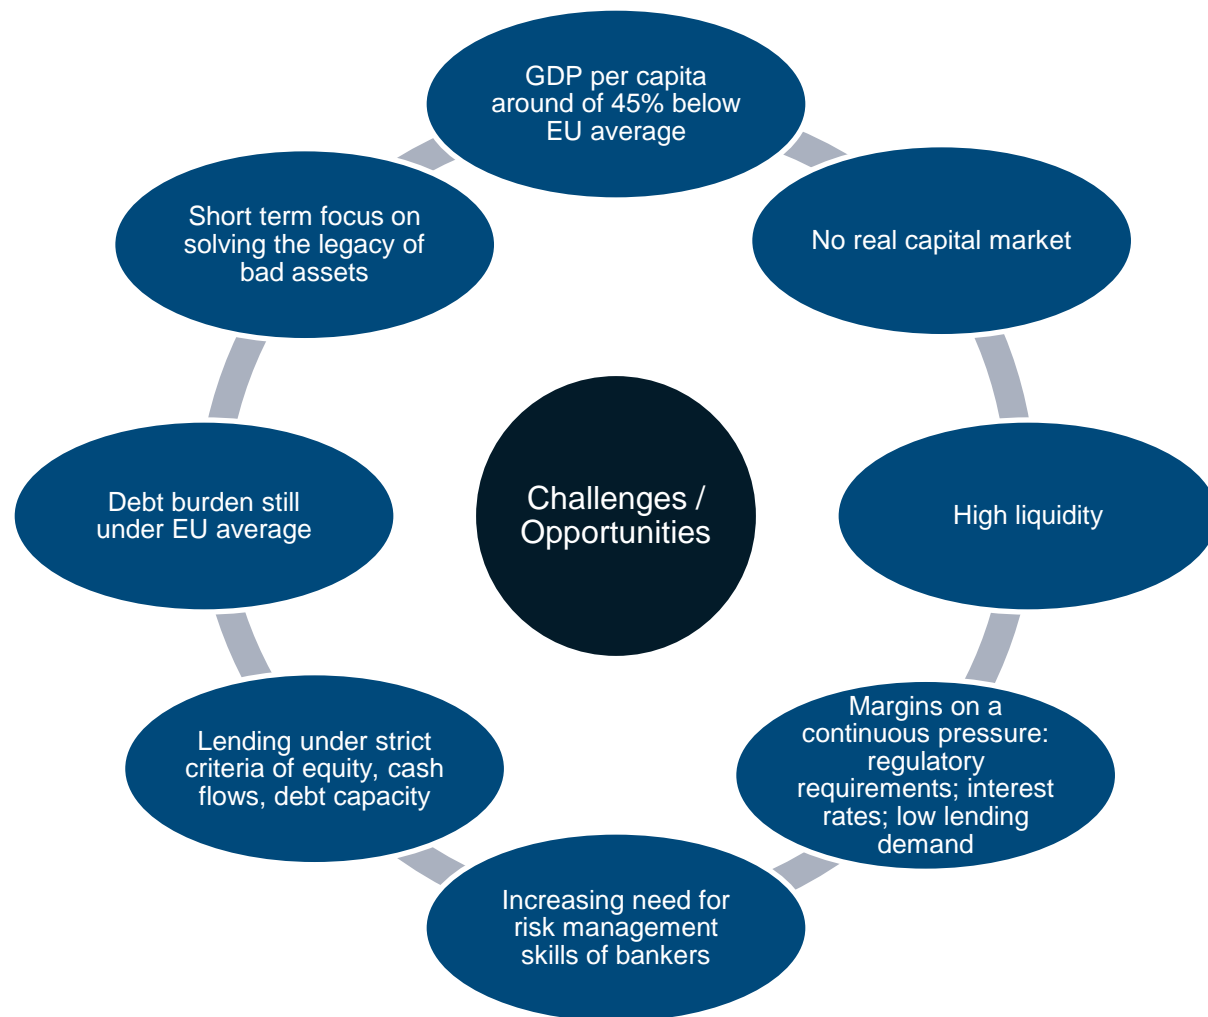 GDP per capita
around of 45% below
EU average
No real capital market
High liquidity
Margins on a
continuous pressure:
regulatory
requirements; interest
rates; low lending
demand
Increasing need for
risk management
skills of bankers
Lending under strict
criteria of equity, cash
flows, debt capacity
Debt burden still
under EU average
Short term focus on
solving the legacy of
bad assets
Challenges /
Opportunities